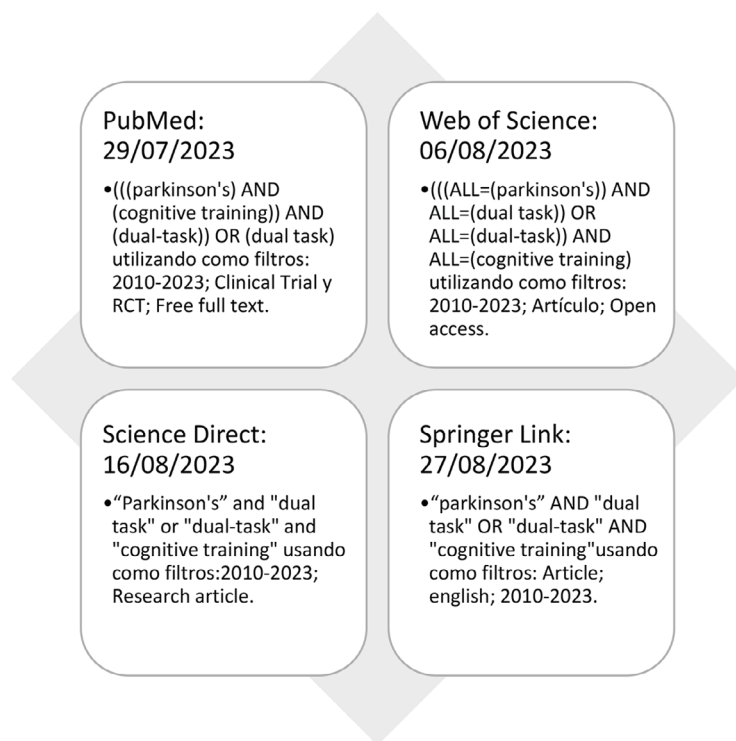 PubMed:
29/07/2023
•(((parkinson's) AND
(cognitive training)) AND
(dual-task)) OR (dual task)
utilizando como filtros:
2010-2023; Clinical Trial y
RCT; Free full text.
Web of Science:
06/08/2023
•(((ALL=(parkinson's)) AND
ALL=(dual task)) OR
ALL=(dual-task)) AND
ALL=(cognitive training)
utilizando como filtros:
2010-2023; Artículo; Open
access.
Science Direct:
16/08/2023
•“Parkinson's” and "dual
task" or "dual-task" and
"cognitive training" usando
como filtros:2010-2023;
Research article.
Springer Link:
27/08/2023
•“parkinson's” AND "dual
task" OR "dual-task" AND
"cognitive training"usando
como filtros: Article;
english; 2010-2023.